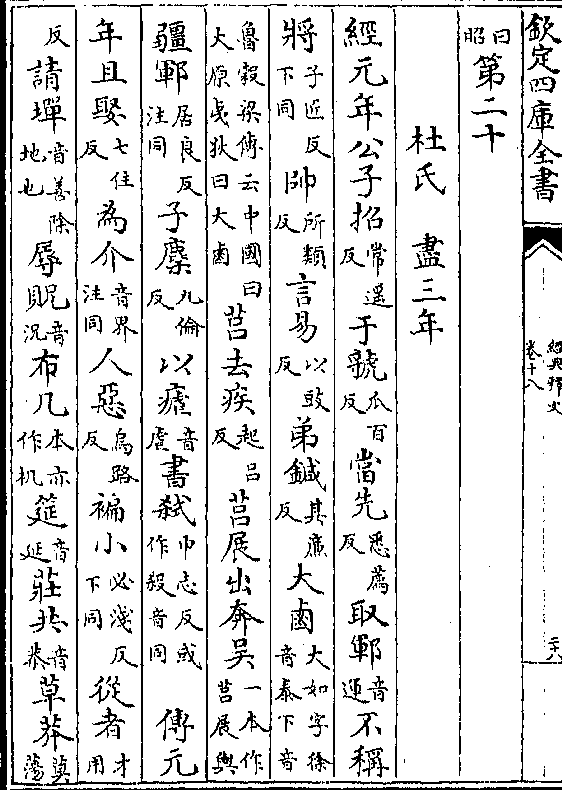 欽定四庫全書
經典釋文
卷十八
二十八
昭曰第二十
杜氏 盡三年
經元年公子招常遥反于虢瓜百反當先悉薦反取鄆音運不稱
將子近反下同帥所類反言易以豉反弟鍼其廉反大鹵大如字徐音泰下音
魯穀梁傳云中國曰大原夷狄曰大鹵莒去疾起吕反莒展出奔吳一本作莒展輿
疆鄆居良反注同子麇九倫反以瘧音虐書弑申志反或作殺音同 傳元
年且娶七住反為介音界注同人惡烏路反褊小必淺反下同從者才用
反請墠音善除地也辱貺音況布几本亦作机筵音延莊共音恭草莽莫蕩